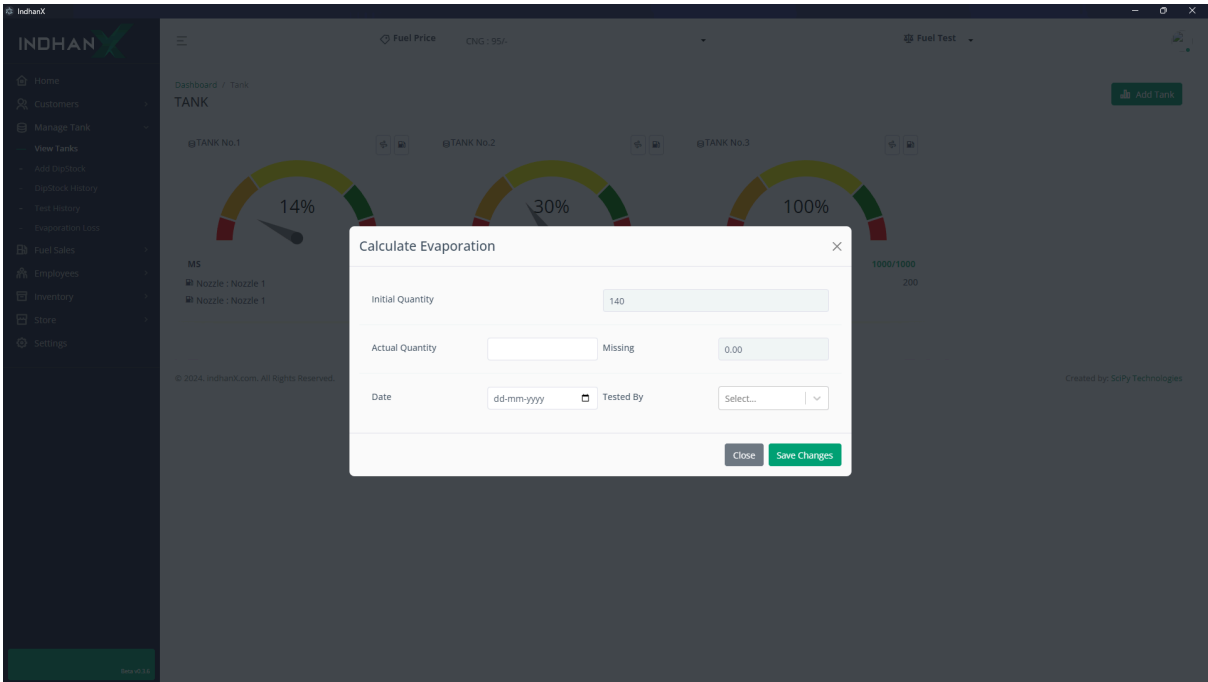 IndhanX
INDHANX
Home
Customers
Manage Tank
View Tanks
Add DipStock
DipStock History
Test History
Evaporation Loss
Fuel Sales
Employees
Inventory
Store
Settings
Fuel Price
CNG : 95/-
Fuel Test
Dashboard / Tank
TANK
Add Tank
TANK No.1
TANK No.2
TANK No.3
14%
30%
100%
MS
Nozzle : Nozzle 1
Nozzle : Nozzle 1
1000/1000
200
Calculate Evaporation
Initial Quantity
140
Actual Quantity
Missing
0.00
Date
dd-mm-yyyy
Tested By
Select...
Close
Save Changes
© 2024, IndhanX.com. All Rights Reserved.
Created by: SciPy Technologies